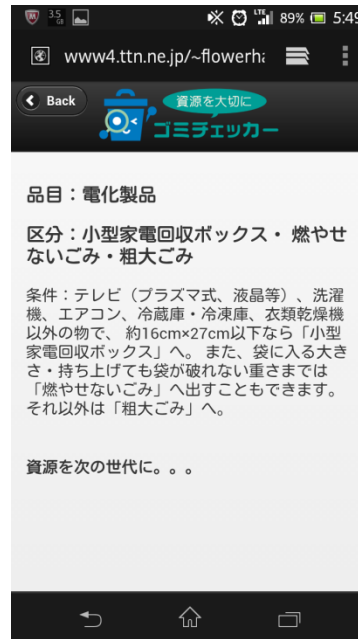 3.5
GB
LTE
89%
5:49
www4.ttn.ne.jp/~flowerha
Back
資源を大切に
ゴミチェッカー
品目：電化製品
区分：小型家電回収ボックス・ 燃やせ
ないごみ・粗大ごみ
条件：テレビ（プラズマ式、液晶等）、洗濯
機、エアコン、冷蔵庫・冷凍庫、衣類乾燥機
以外の物で、 約16cm×27cm以下なら「小型
家電回収ボックス」へ。 また、袋に入る大き
さ・持ち上げても袋が破れない重さまでは
「燃やせないごみ」へ出すこともできます。
それ以外は「粗大ごみ」へ。
資源を次の世代に。。。